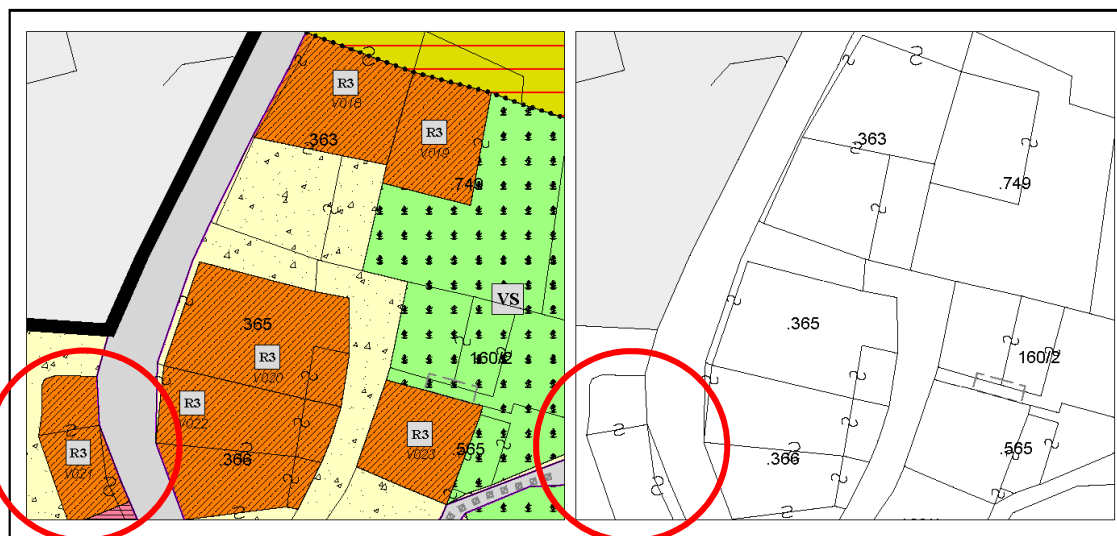 R3
V018
.363
R3
V019
.749
VS
.365
R3
V020
160/2
R3
V022
R3
V021
R3
V023
.366
.565
.363
.749
.365
160/2
.366
.565